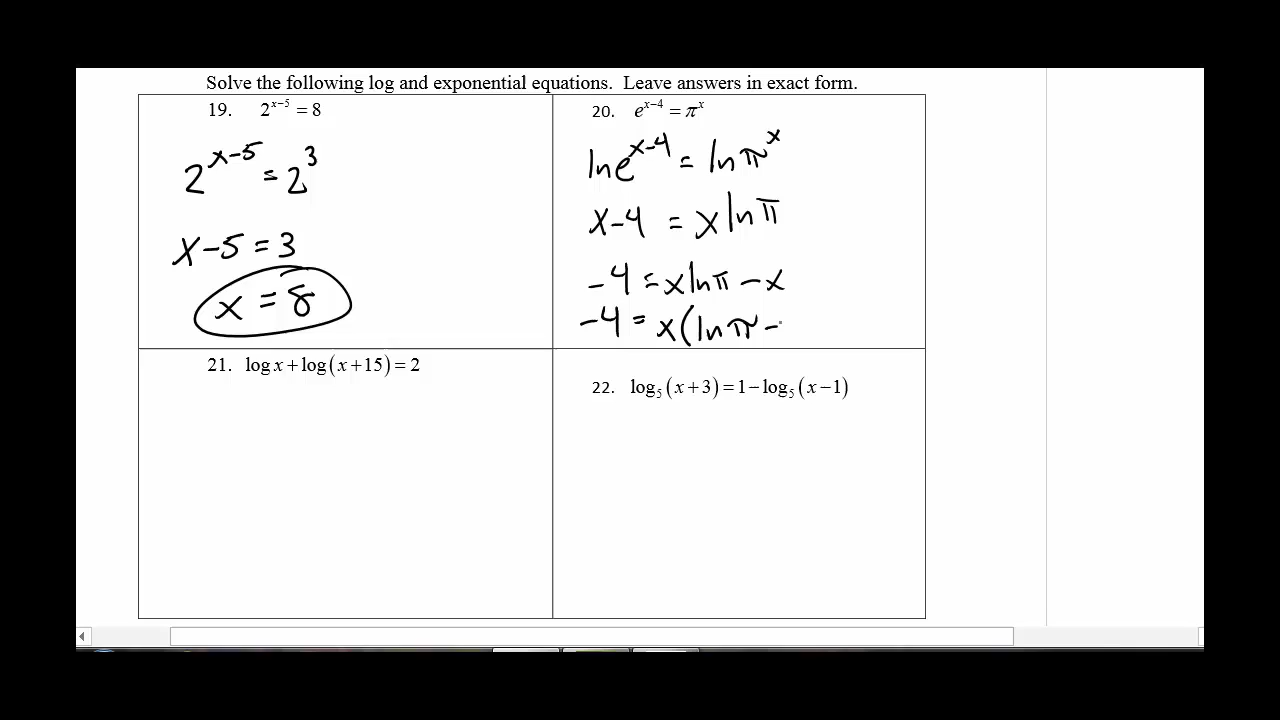 Solve the following log and exponential equations.  Leave answers in exact form.
19. 2^{x−5} = 8
2^{x-5} = 2^3
x-5 = 3
x = 8
20. e^{x−4} = π^x
ln e^{x-4} = ln π^x
x-4 = x ln π
-4 = x ln π - x
-4 = x(ln π -
21. log x + log(x+15) = 2
22. log_5(x+3) = 1 − log_5(x−1)